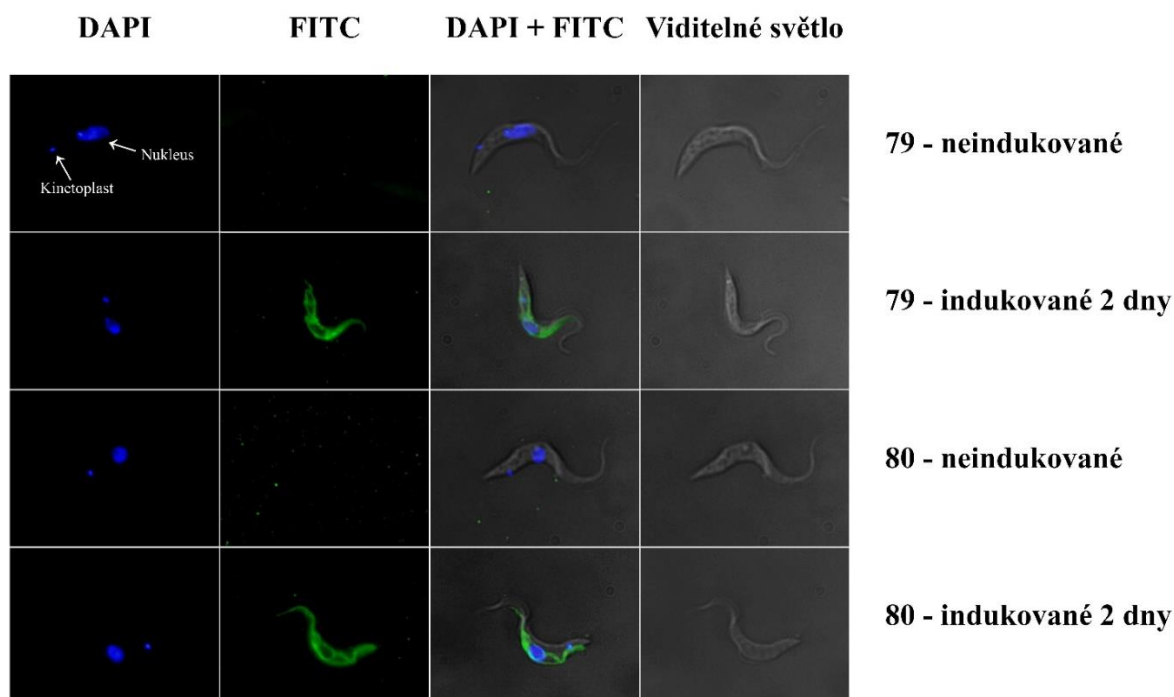 DAPI FITC DAPI + FITC Viditelné světlo
Nukleus
Kinetoplast
79 - neindukované
79 - indukované 2 dny
80 - neindukované
80 - indukované 2 dny